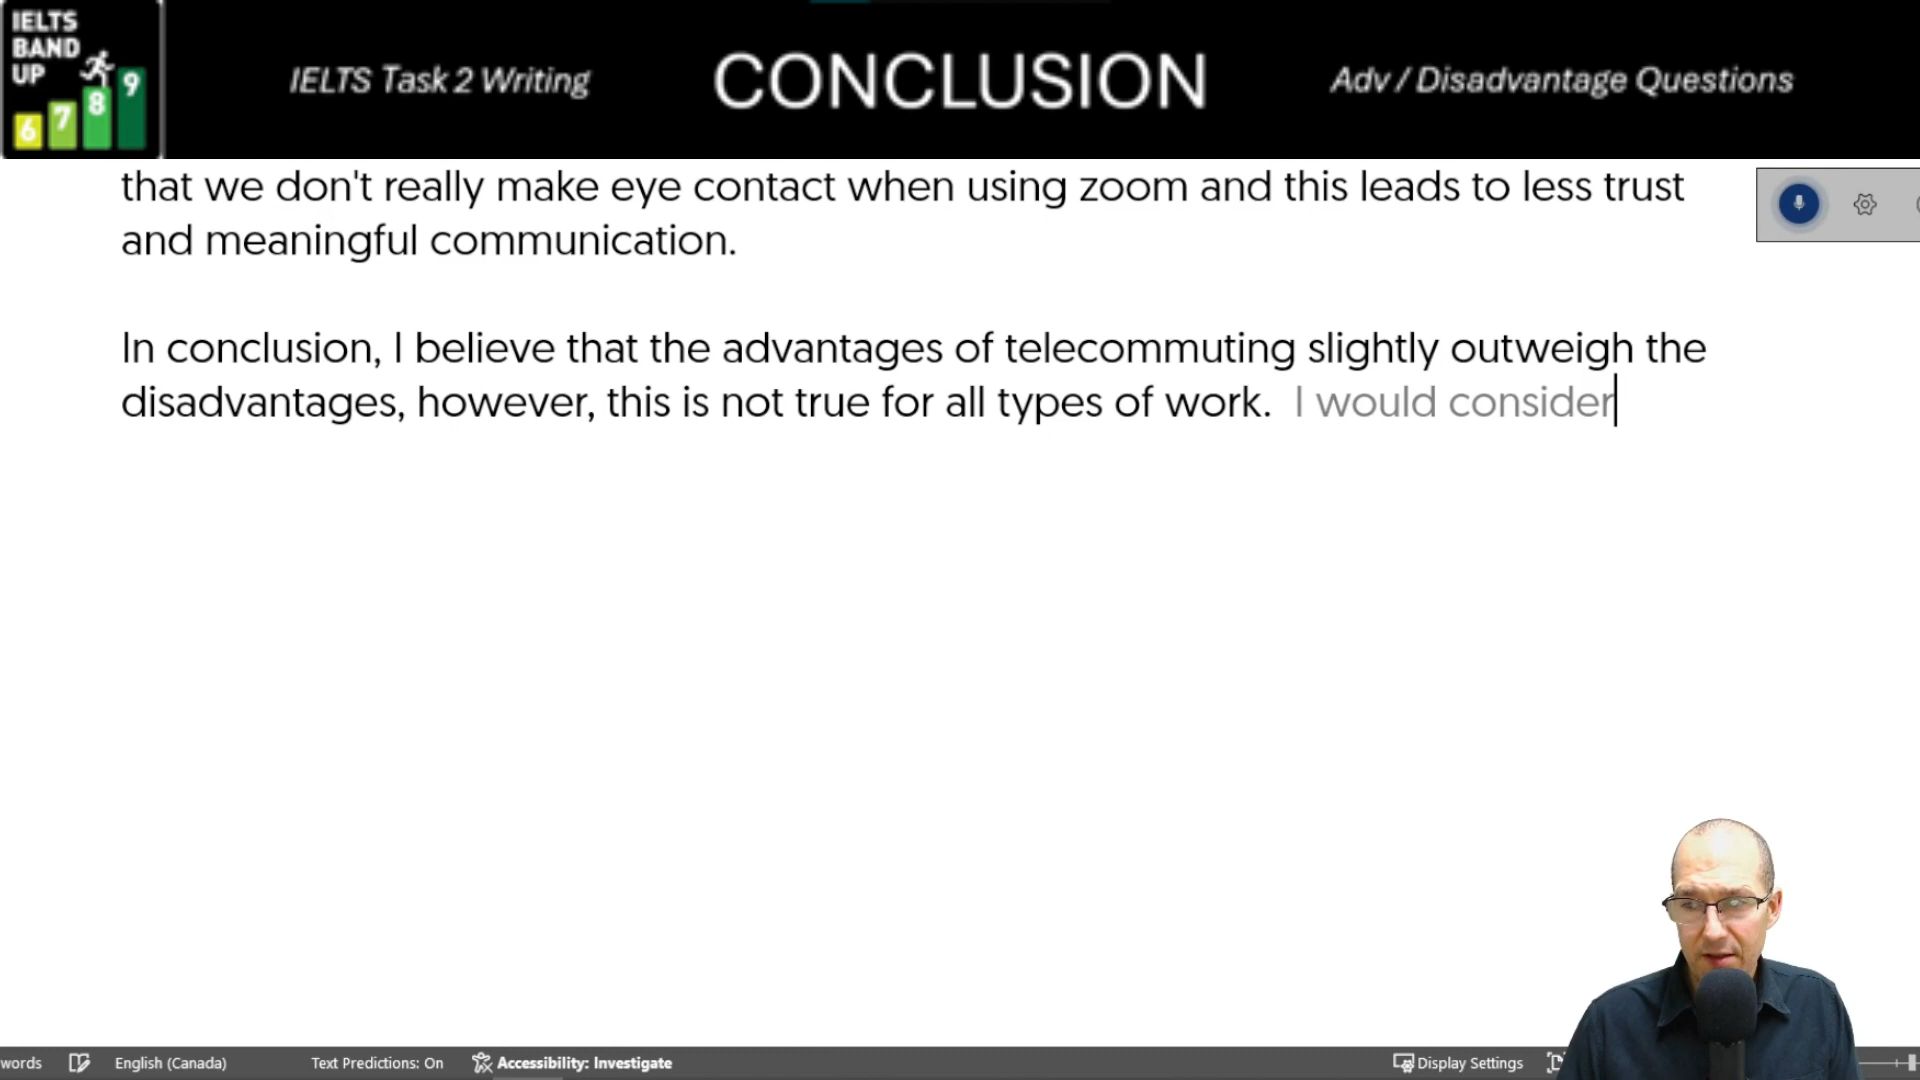 IELTS
BAND
UP
6 7 8 9
IELTS Task 2 Writing
CONCLUSION
Adv / Disadvantage Questions
that we don't really make eye contact when using zoom and this leads to less trust
and meaningful communication.
In conclusion, I believe that the advantages of telecommuting slightly outweigh the
disadvantages, however, this is not true for all types of work. I would consider
words
English (Canada)
Text Predictions: On
Accessibility: Investigate
Display Settings